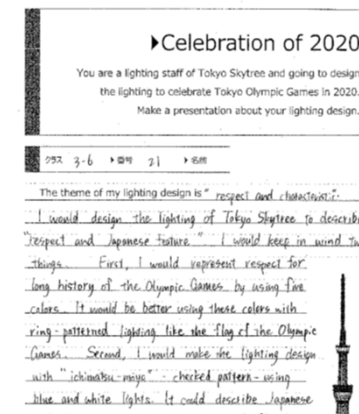 ▶Celebration of 2020
You are a lighting staff of Tokyo Skytree and going to design
the lighting to celebrate Tokyo Olympic Games in 2020.
Make a presentation about your lighting design.
クラス 3-6 ▶番号 21 ▶名前
The theme of my lighting design is " respect and characteristic".
I would design the lighting of Tokyo Skytree to describe
"respect and Japanese feature". I would keep in mind
things. First, I would represent respect for
long history of the Olympic Games by using five
colors. It would be better using these colors with
ring-patterned lighting like the flag of the Olympic
Games. Second, I would make the lighting design
with "ichimatsu-moyo" - checked pattern - using
blue and white lights. It could describe Japanese